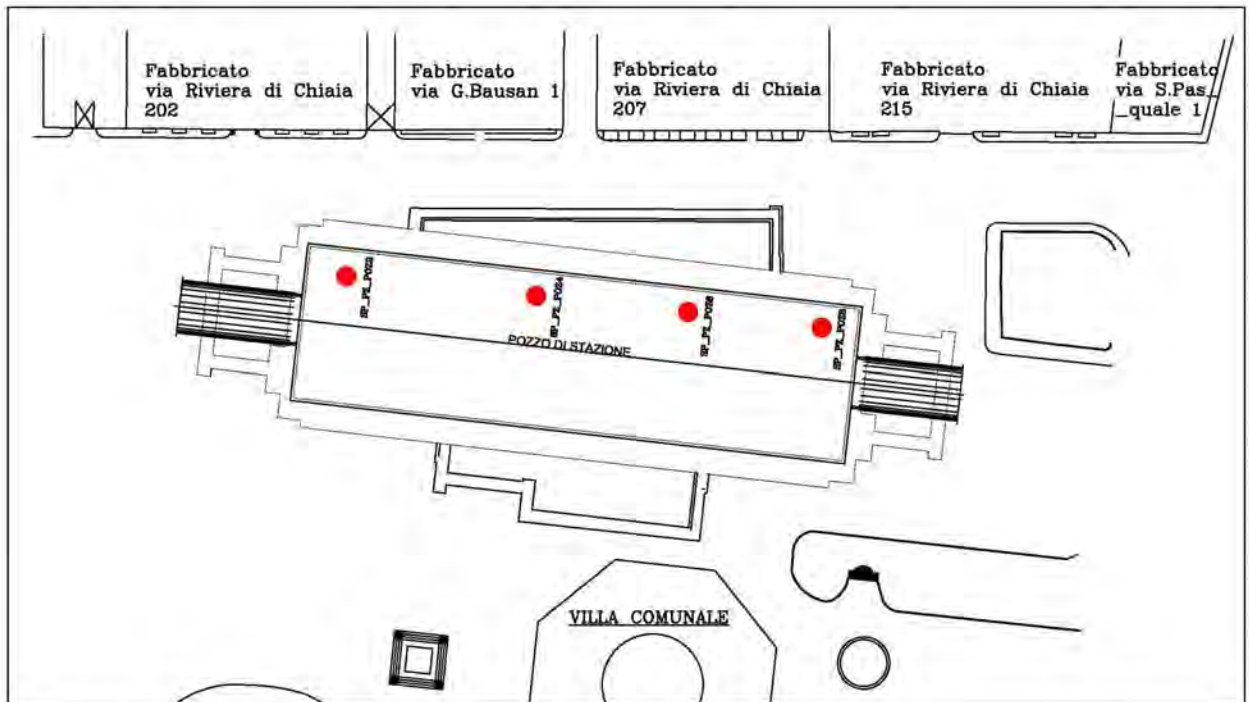 Fabbricato
via Riviera di Chiaia
202
Fabbricato
via G.Bausan 1
Fabbricato
via Riviera di Chiaia
207
Fabbricato
via Riviera di Chiaia
215
Fabbricato
via S.Pas_
_quale 1
POZZO DI STAZIONE
VILLA COMUNALE